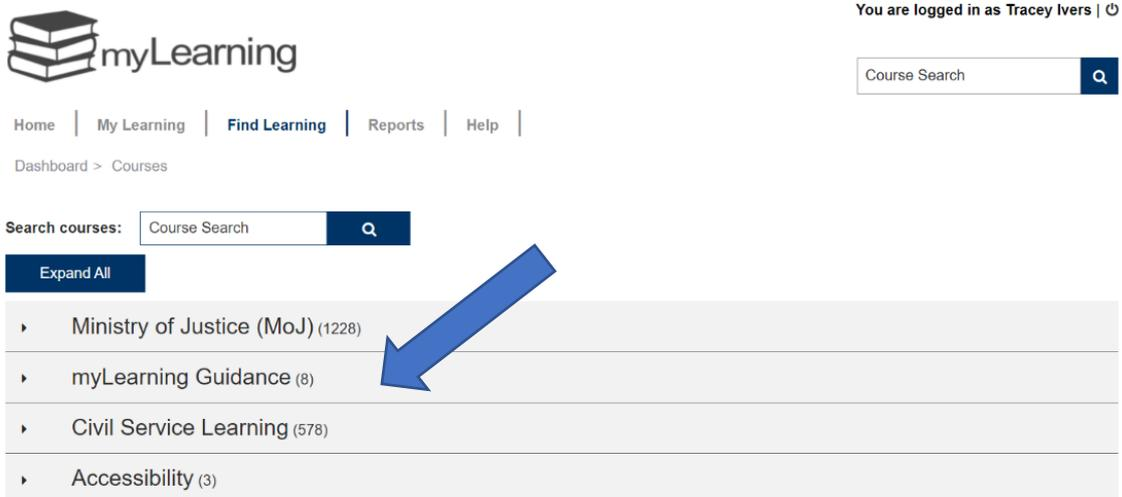 You are logged in as Tracey Ivers |
myLearning
Course Search
Home | My Learning | Find Learning | Reports | Help |
Dashboard > Courses
Search courses: Course Search
Expand All
Ministry of Justice (MoJ) (1228)
myLearning Guidance (8)
Civil Service Learning (578)
Accessibility (3)